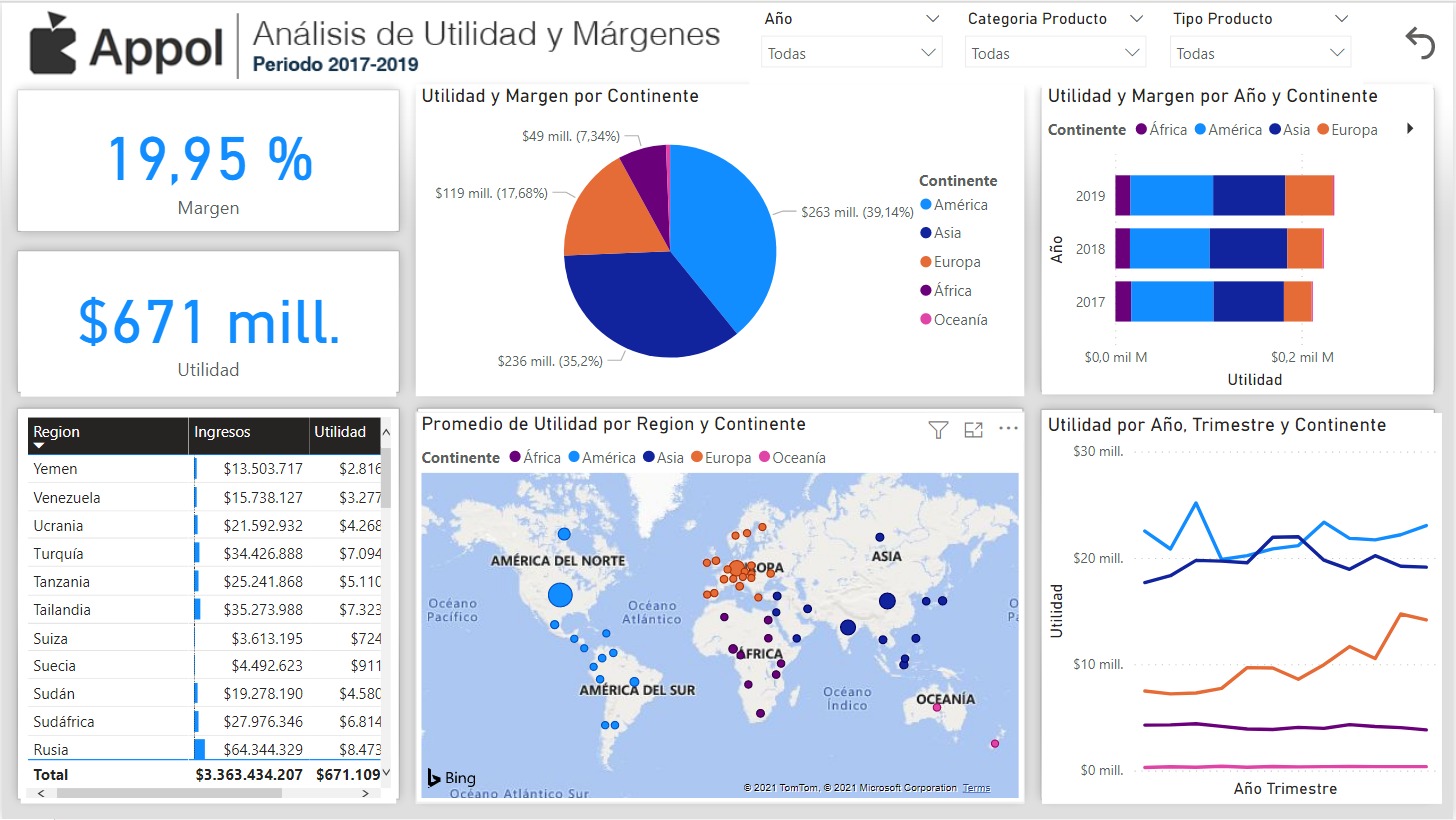 Appol
Análisis de Utilidad y Márgenes
Periodo 2017-2019
Año
Todas
Categoria Producto
Todas
Tipo Producto
Todas
19,95 %
Margen
$671 mill.
Utilidad
Utilidad y Margen por Continente
$49 mill. (7,34%)
$119 mill. (17,68%)
$263 mill. (39,14%)
$236 mill. (35,2%)
Continente
América
Asia
Europa
África
Oceanía
Utilidad y Margen por Año y Continente
Continente África América Asia Europa
Año
2019
2018
2017
$0,0 mil M $0,2 mil M
Utilidad
Region Ingresos Utilidad
Yemen $13.503.717 $2.816
Venezuela $15.738.127 $3.277
Ucrania $21.592.932 $4.268
Turquía $34.426.888 $7.094
Tanzania $25.241.868 $5.110
Tailandia $35.273.988 $7.323
Suiza $3.613.195 $724
Suecia $4.492.623 $911
Sudán $19.278.190 $4.580
Sudáfrica $27.976.346 $6.814
Rusia $64.344.329 $8.473
Total $3.363.434.207 $671.109
Promedio de Utilidad por Region y Continente
Continente África América Asia Europa Oceanía
AMÉRICA DEL NORTE
ASIA
Océano
Pacífico
Océano
Atlántico
ÁFRICA
AMÉRICA DEL SUR
Océano
Índico
OCEANÍA
Bing
Océano Atlántico Sur
© 2021 TomTom, © 2021 Microsoft Corporation Terms
Utilidad por Año, Trimestre y Continente
$30 mill.
$20 mill.
$10 mill.
$0 mill.
Utilidad
Año Trimestre